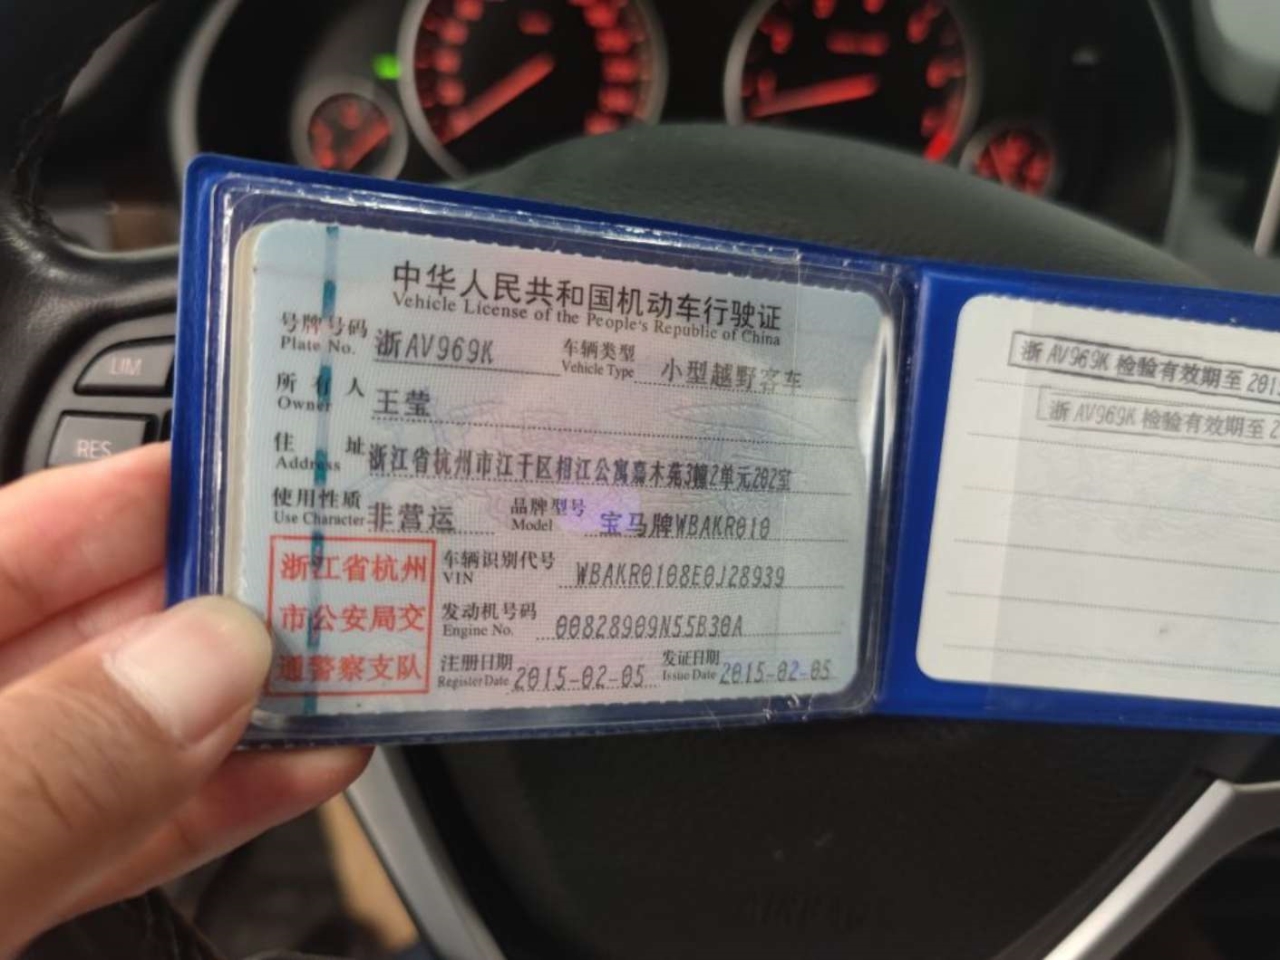 中华人民共和国机动车行驶证
Vehicle License of the People's Republic of China
号牌号码 浙AV969K 车辆类型 小型越野客车
Plate No. Vehicle Type
所有人 王莹
Owner
住址 浙江省杭州市江干区相江公寓嘉木苑3幢2单元202室
Address
使用性质 非营运 品牌型号 宝马牌WBAKR010
Use Character Model
浙江省杭州
市公安局交
通警察支队
车辆识别代号 WBAKR0108E0J28939
VIN
发动机号码 00828909N55B30A
Engine No.
注册日期 2015-02-05 发证日期 2015-02-05
Register Date Issue Date
浙AV969K 检验有效期至 201
浙AV969K 检验有效期至 2
LIM
RES